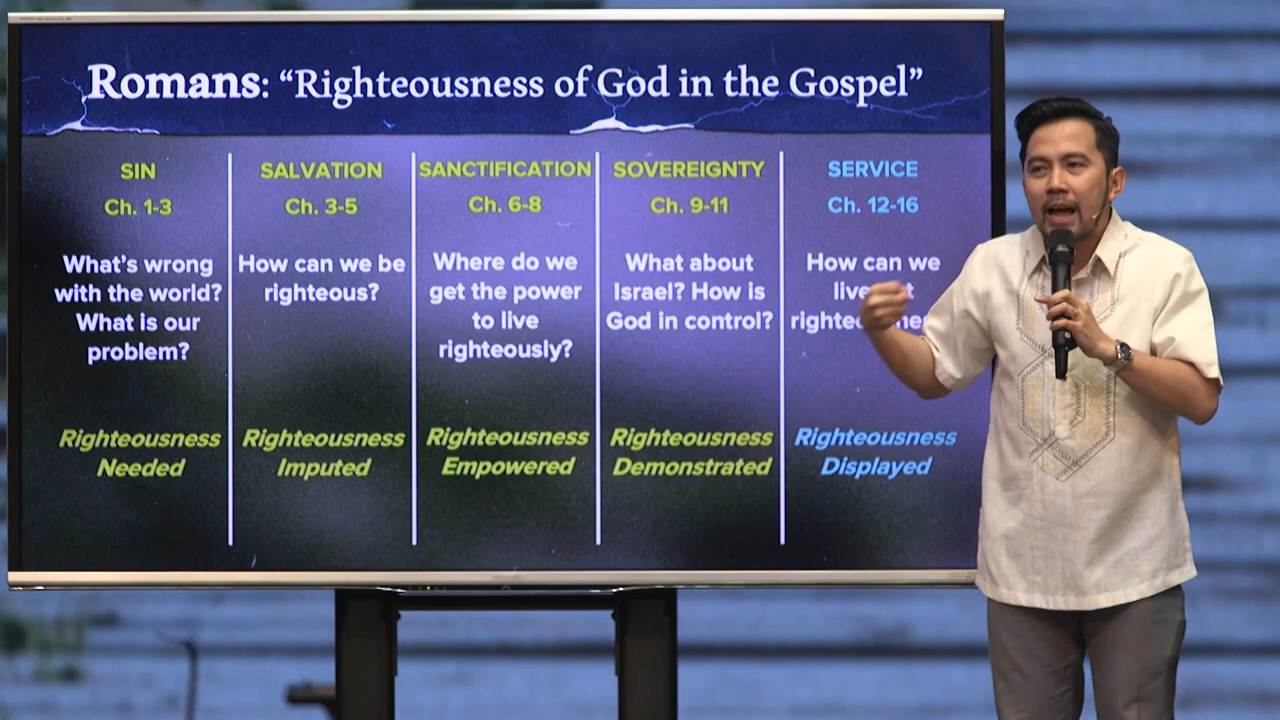 Romans: “Righteousness of God in the Gospel”
SIN
Ch. 1-3
What’s wrong
with the world?
What is our
problem?
Righteousness
Needed
SALVATION
Ch. 3-5
How can we be
righteous?
Righteousness
Imputed
SANCTIFICATION
Ch. 6-8
Where do we
get the power
to live
righteously?
Righteousness
Empowered
SOVEREIGNTY
Ch. 9-11
What about
Israel? How is
God in control?
Righteousness
Demonstrated
SERVICE
Ch. 12-16
How can we
live
Righteousness
Displayed